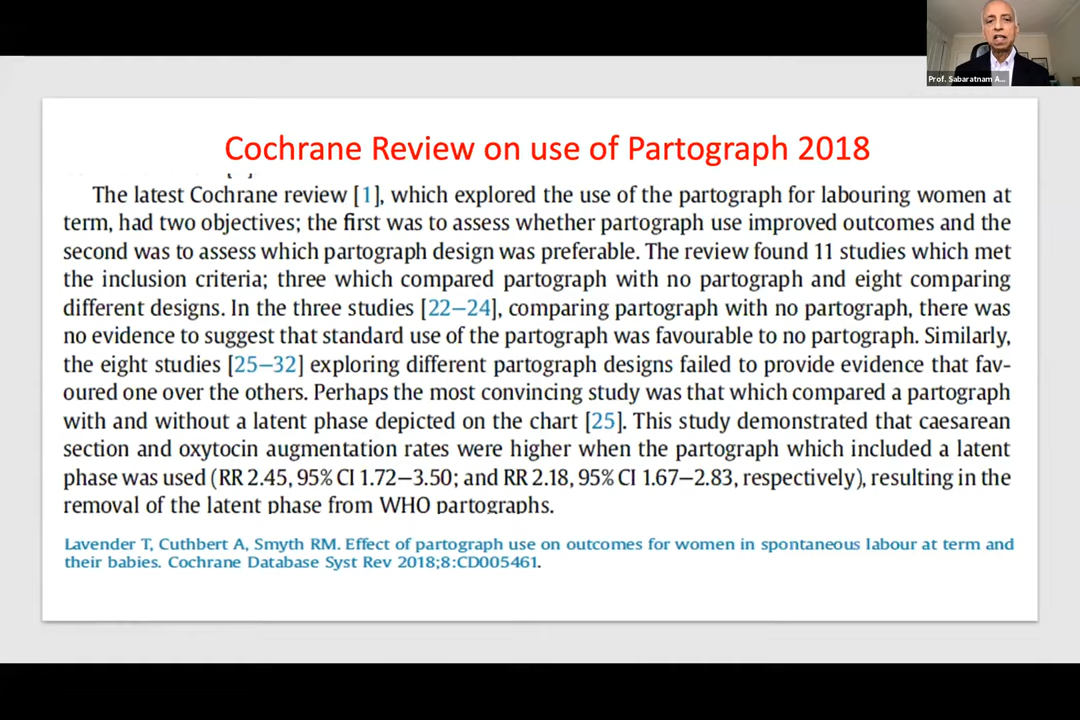 Prof. Sabaratnam A...
Cochrane Review on use of Partograph 2018
The latest Cochrane review [1], which explored the use of the partograph for labouring women at
term, had two objectives; the first was to assess whether partograph use improved outcomes and the
second was to assess which partograph design was preferable. The review found 11 studies which met
the inclusion criteria; three which compared partograph with no partograph and eight comparing
different designs. In the three studies [22–24], comparing partograph with no partograph, there was
no evidence to suggest that standard use of the partograph was favourable to no partograph. Similarly,
the eight studies [25–32] exploring different partograph designs failed to provide evidence that fav-
oured one over the others. Perhaps the most convincing study was that which compared a partograph
with and without a latent phase depicted on the chart [25]. This study demonstrated that caesarean
section and oxytocin augmentation rates were higher when the partograph which included a latent
phase was used (RR 2.45, 95% CI 1.72–3.50; and RR 2.18, 95% CI 1.67–2.83, respectively), resulting in the
removal of the latent phase from WHO partographs.
Lavender T, Cuthbert A, Smyth RM. Effect of partograph use on outcomes for women in spontaneous labour at term and
their babies. Cochrane Database Syst Rev 2018;8:CD005461.